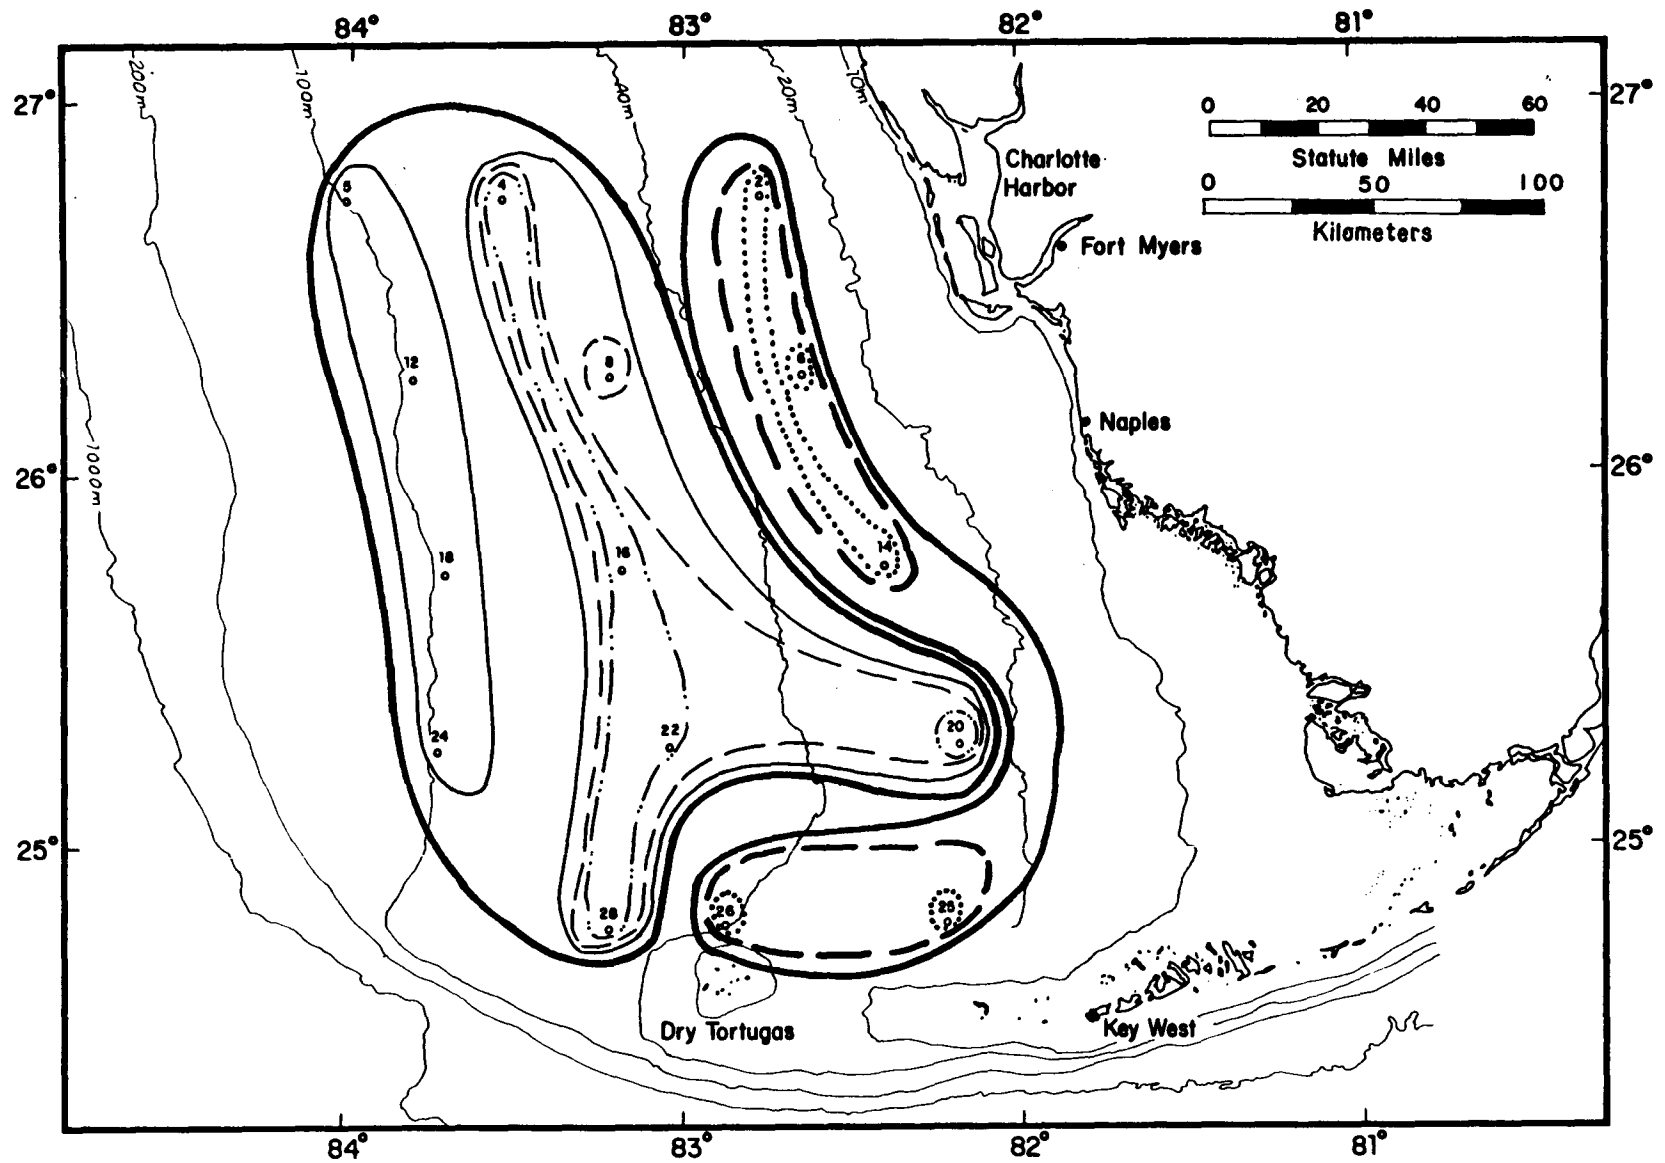 84° 83° 82° 81°
200m 100m 40m 20m 10m
27° 27°
0 20 40 60
Statute Miles
0 50 100
Kilometers
Charlotte
Harbor
5 4 2
Fort Myers
12 8 6
Naples
1000m
26° 26°
18 16 14
24 22 20
25° 25°
28 26 25
Dry Tortugas
Key West
84° 83° 82° 81°